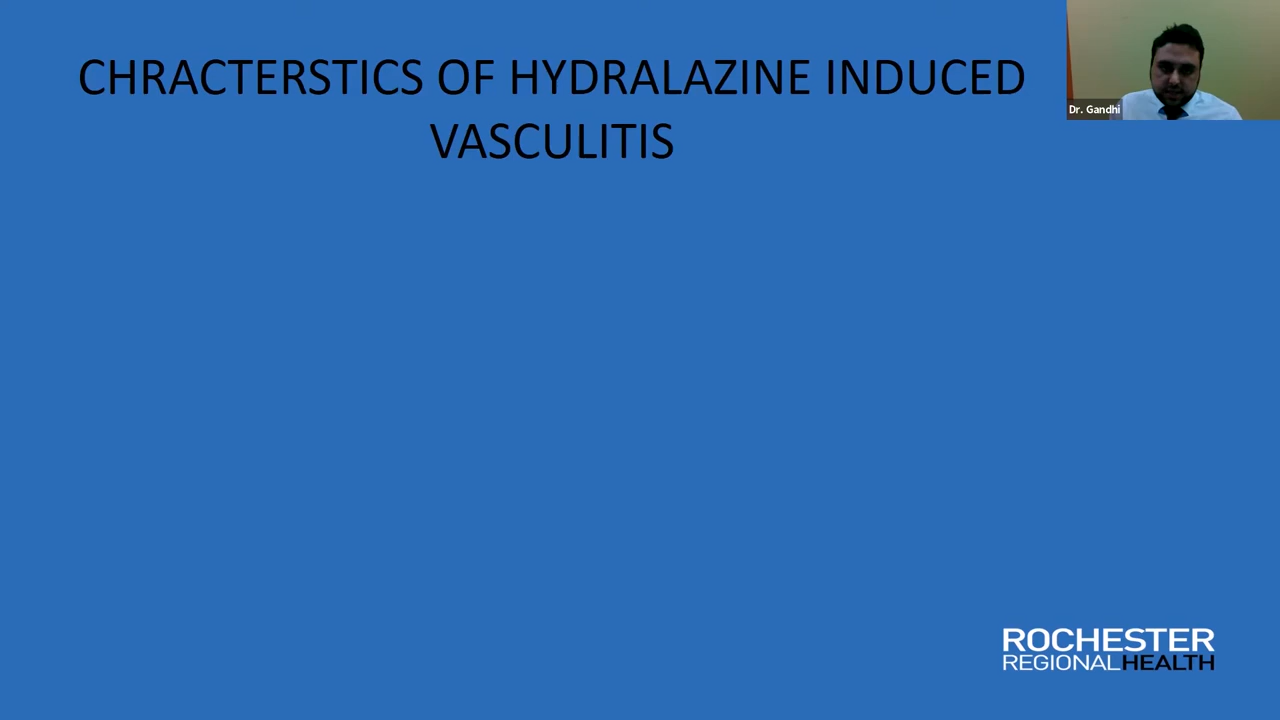 CHRACTERSTICS OF HYDRALAZINE INDUCED
VASCULITIS
Dr. Gandhi
ROCHESTER
REGIONALHEALTH